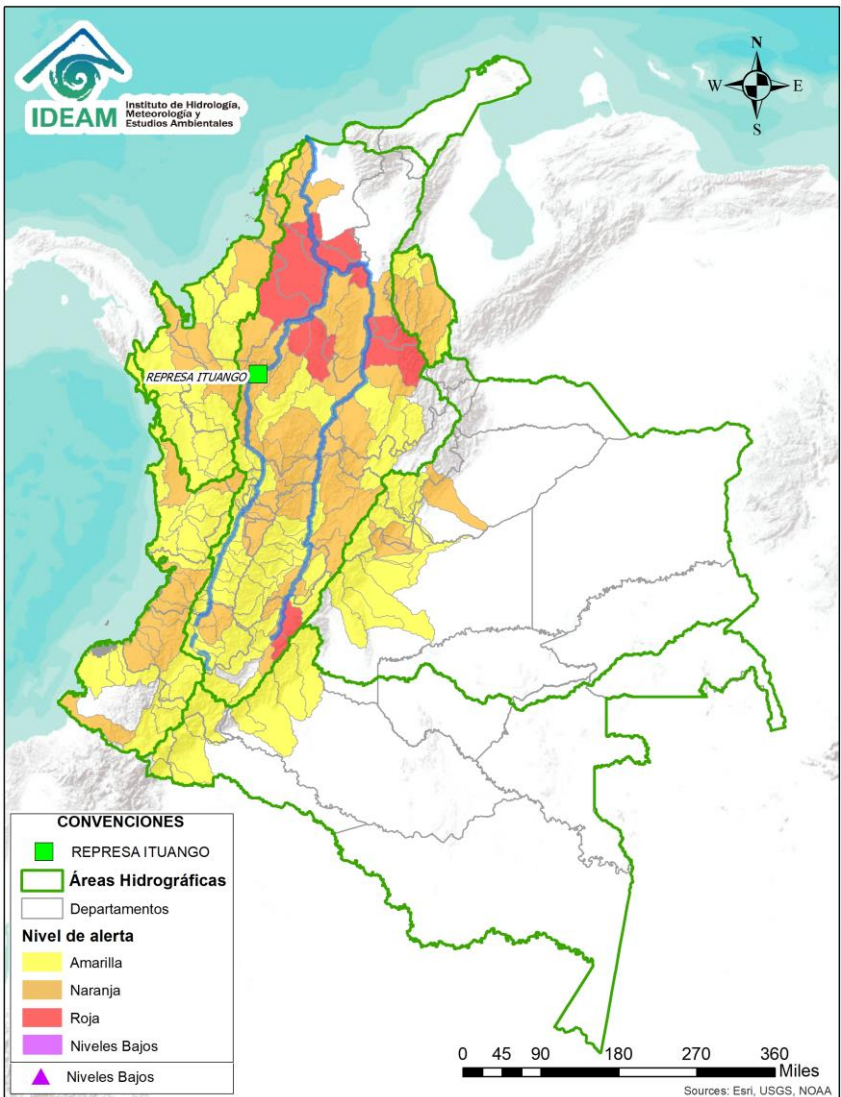 IDEAM
Instituto de Hidrología,
Meteorología y
Estudios Ambientales
N
W
E
S
REPRESA ITUANGO
CONVENCIONES
REPRESA ITUANGO
Áreas Hidrográficas
Departamentos
Nivel de alerta
Amarilla
Naranja
Roja
Niveles Bajos
Niveles Bajos
0 45 90 180 270 360
Miles
Sources: Esri, USGS, NOAA